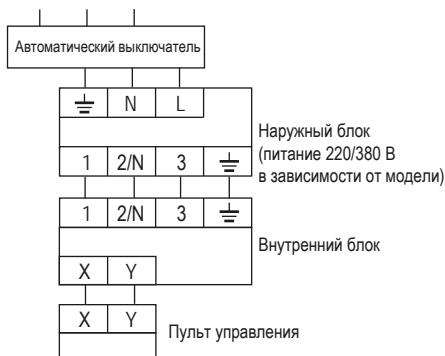 Автоматический выключатель
N L
Наружный блок
(питание 220/380 В
в зависимости от модели)
1 2/N 3
1 2/N 3
Внутренний блок
X Y
X Y
Пульт управления